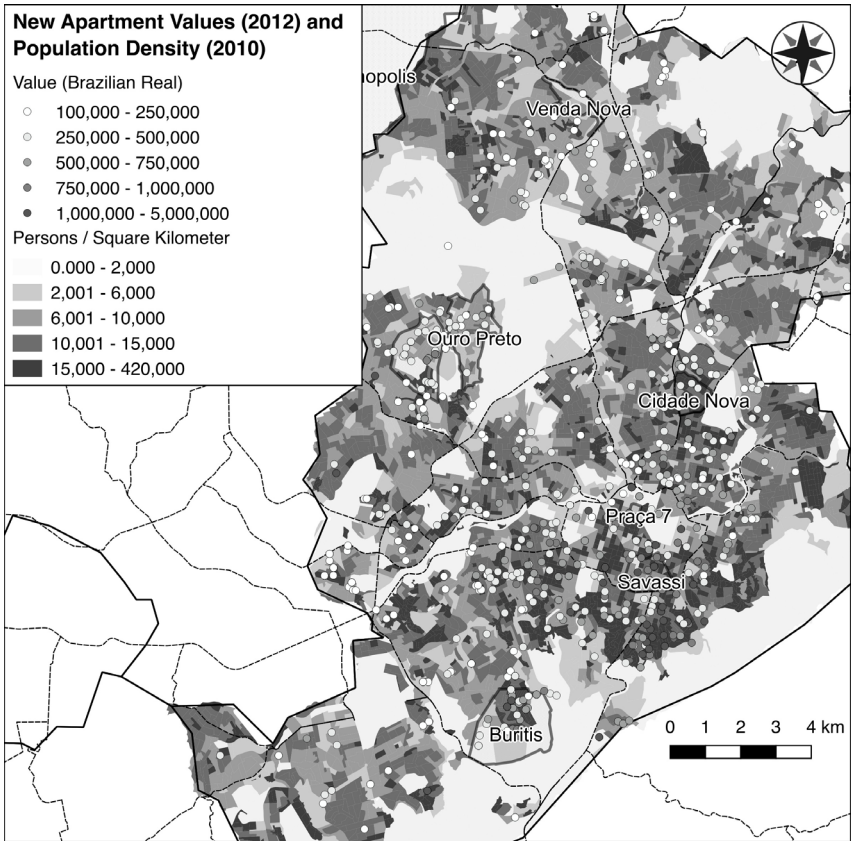 New Apartment Values (2012) and
Population Density (2010)
Value (Brazilian Real)
100,000 - 250,000
250,000 - 500,000
500,000 - 750,000
750,000 - 1,000,000
1,000,000 - 5,000,000
Persons / Square Kilometer
0.000 - 2,000
2,001 - 6,000
6,001 - 10,000
10,001 - 15,000
15,000 - 420,000
nopolis
Venda Nova
Ouro Preto
Cidade Nova
Praça 7
Savassi
Buritis
0 1 2 3 4 km